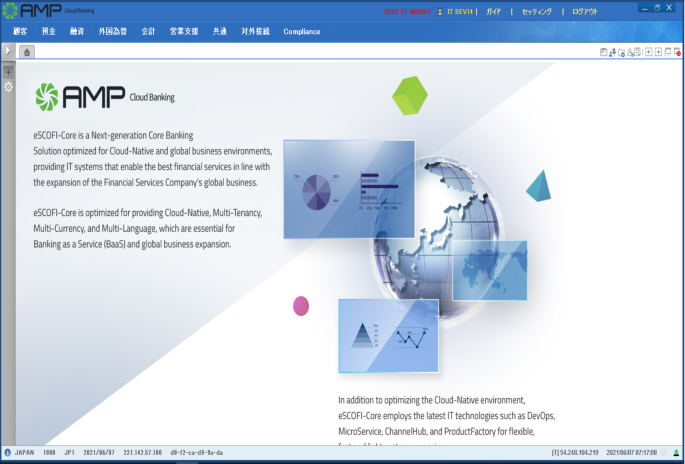 AMP Cloud Banking
TEST [T-MODE] IT DEV14 | ガイド | セッティング | ログアウト
顧客 預金 融資 外国為替 会計 営業支援 共通 対外接続 Compliance
AMP Cloud Banking
eSCOFI-Core is a Next-generation Core Banking
Solution optimized for Cloud-Native and global business environments,
providing IT systems that enable the best financial services in line with
the expansion of the Financial Services Company's global business.
eSCOFI-Core is optimized for providing Cloud-Native, Multi-Tenancy,
Multi-Currency, and Multi-Language, which are essential for
Banking as a Service (BaaS) and global business expansion.
In addition to optimizing the Cloud-Native environment,
eSCOFI-Core employs the latest IT technologies such as DevOps,
MicroService, ChannelHub, and ProductFactory for flexible,
JAPAN 1000 JP1 2021/06/07 221.142.57.100 d8-f2-ca-d9-9a-da [T] 54.248.104.219 2021/06/07 07:17:08